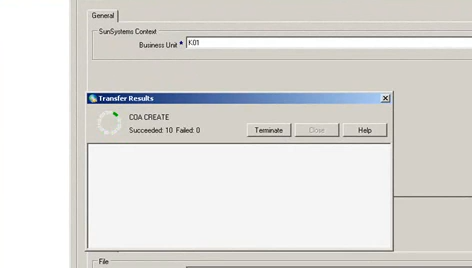 General
SunSystems Context
Business Unit * K01
Transfer Results
COA CREATE
Succeeded: 10 Failed: 0
Terminate Close Help
File